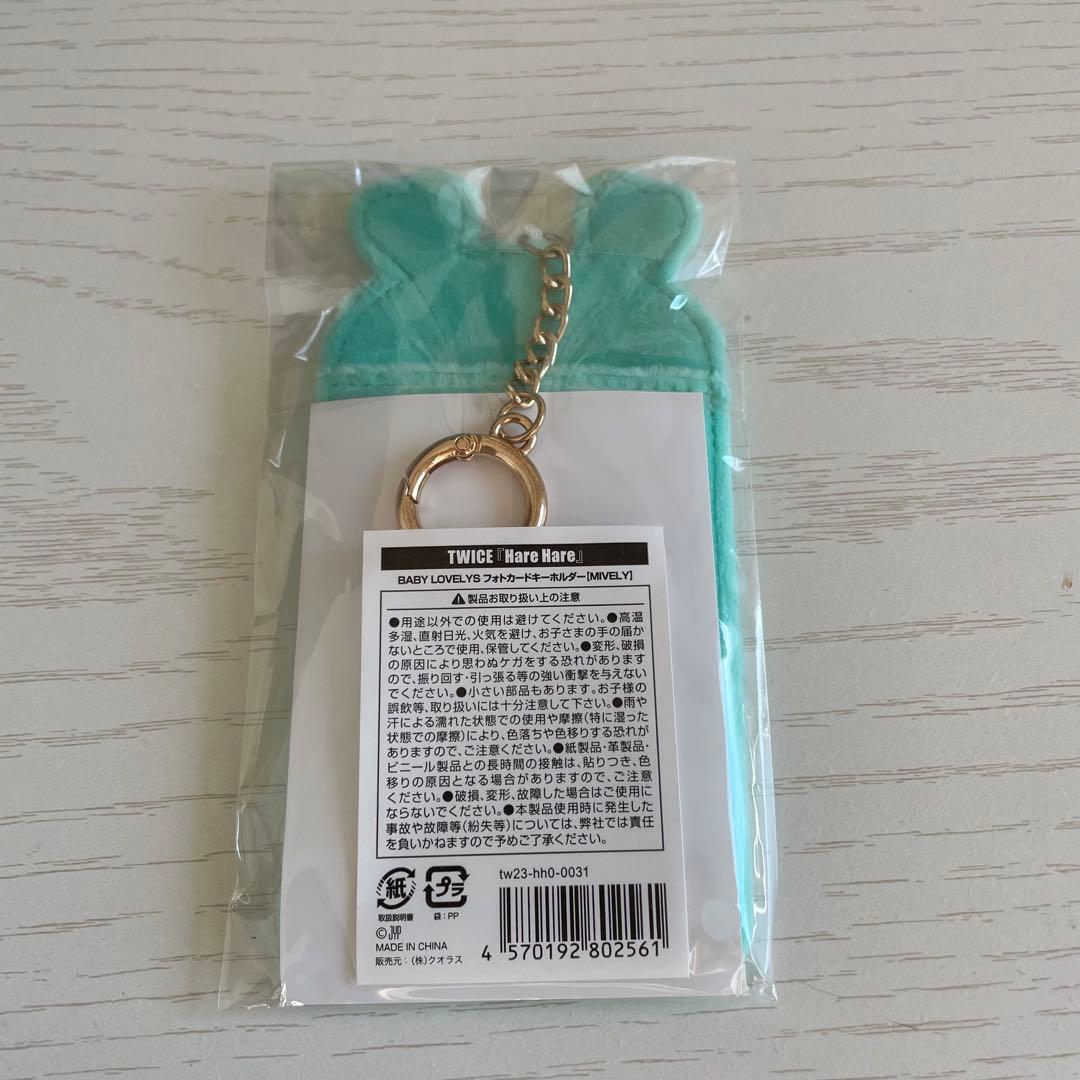 TWICE『Hare Hare』
BABY LOVELYS フォトカードキーホルダー【MIVELY】
⚠製品お取り扱い上の注意
●用途以外での使用は避けてください。●高温
多湿、直射日光、火気を避け、お子さまの手の届か
ないところで使用、保管してください。●変形、破損
の原因により思わぬケガをする恐れがあります
ので、振り回す・引っ張る等の強い衝撃を与えない
でください。●小さい部品もあります。お子様の
誤飲等、取り扱いには十分注意して下さい。●雨や
汗による濡れた状態での使用や摩擦(特に湿った
状態での摩擦)により、色落ちや色移りする恐れが
ありますので、ご注意ください。●紙製品・革製品・
ビニール製品との長時間の接触は、貼りつき、色
移りの原因となる場合がありますので、ご注意
ください。●破損、変形、故障した場合はご使用に
ならないでください。●本製品使用時に発生した
事故や故障等(紛失等)については、弊社では責任
を負いかねますので予めご了承ください。
紙
取扱説明書
プラ
袋:PP
©JYP
MADE IN CHINA
販売元:(株)クオラス
tw23-hh0-0031
4 570192 802561